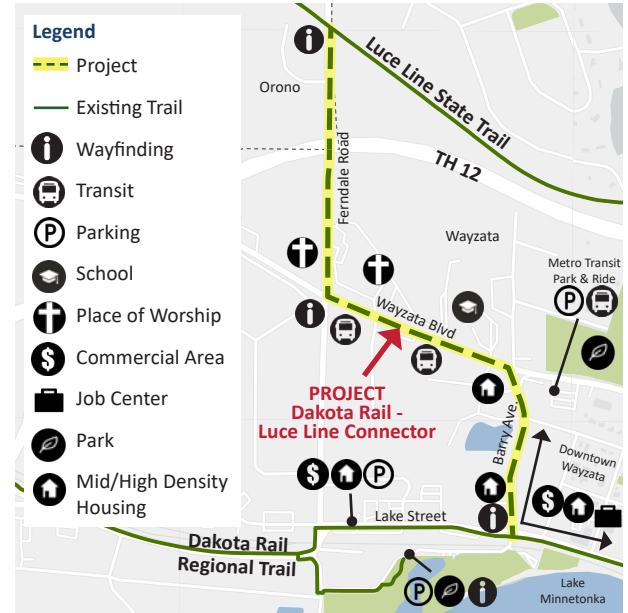 Legend
Project
Existing Trail
Wayfinding
Transit
P
Parking
School
Place of Worship
$
Commercial Area
Job Center
Park
Mid/High Density
Housing
i
Orono
Luce Line State Trail
TH 12
Ferndale Road
Wayzata
Metro Transit
Park & Ride
P
i
Wayzata Blvd
PROJECT
Dakota Rail -
Luce Line Connector
Barry Ave.
Downtown
Wayzata
$
P
$
i
Lake Street
Dakota Rail
Regional Trail
P
i
Lake
Minnetonka